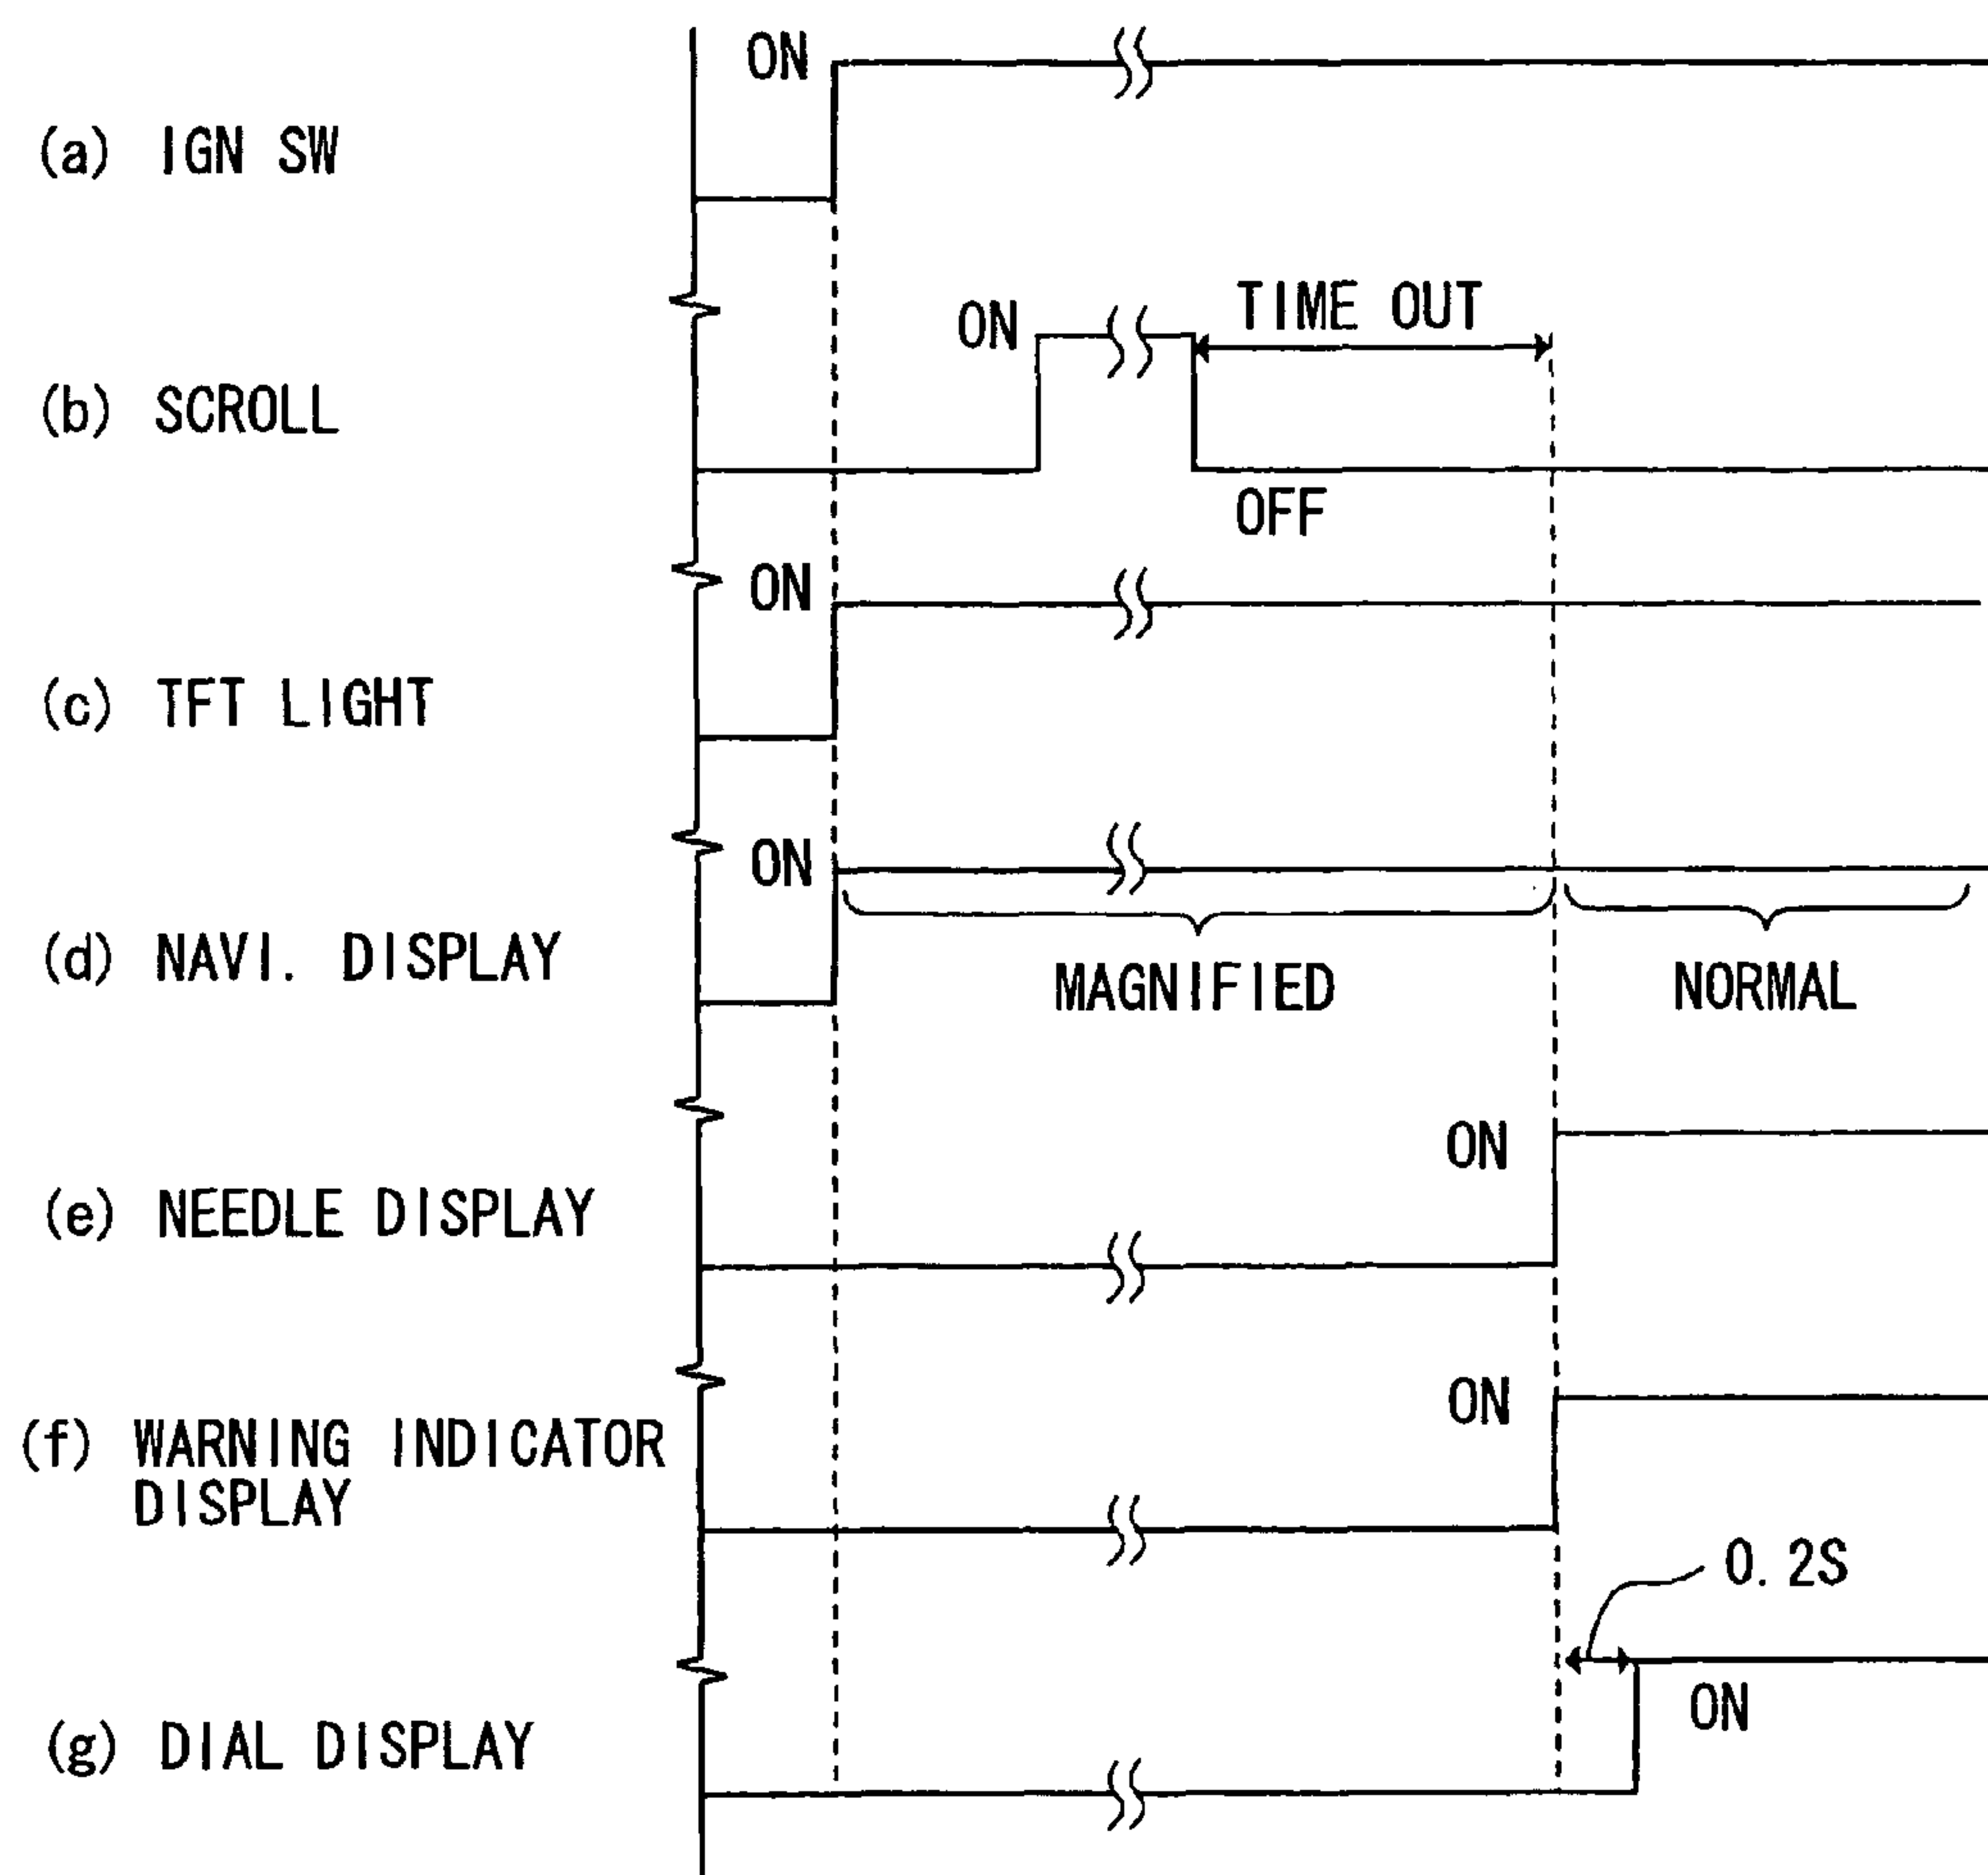 ON
(a) IGN SW
ON
TIME OUT
(b) SCROLL
OFF
ON
(c) TFT LIGHT
ON
(d) NAVI. DISPLAY
MAGNIFIED
NORMAL
ON
(e) NEEDLE DISPLAY
ON
(f) WARNING INDICATOR
DISPLAY
0.2S
ON
(g) DIAL DISPLAY